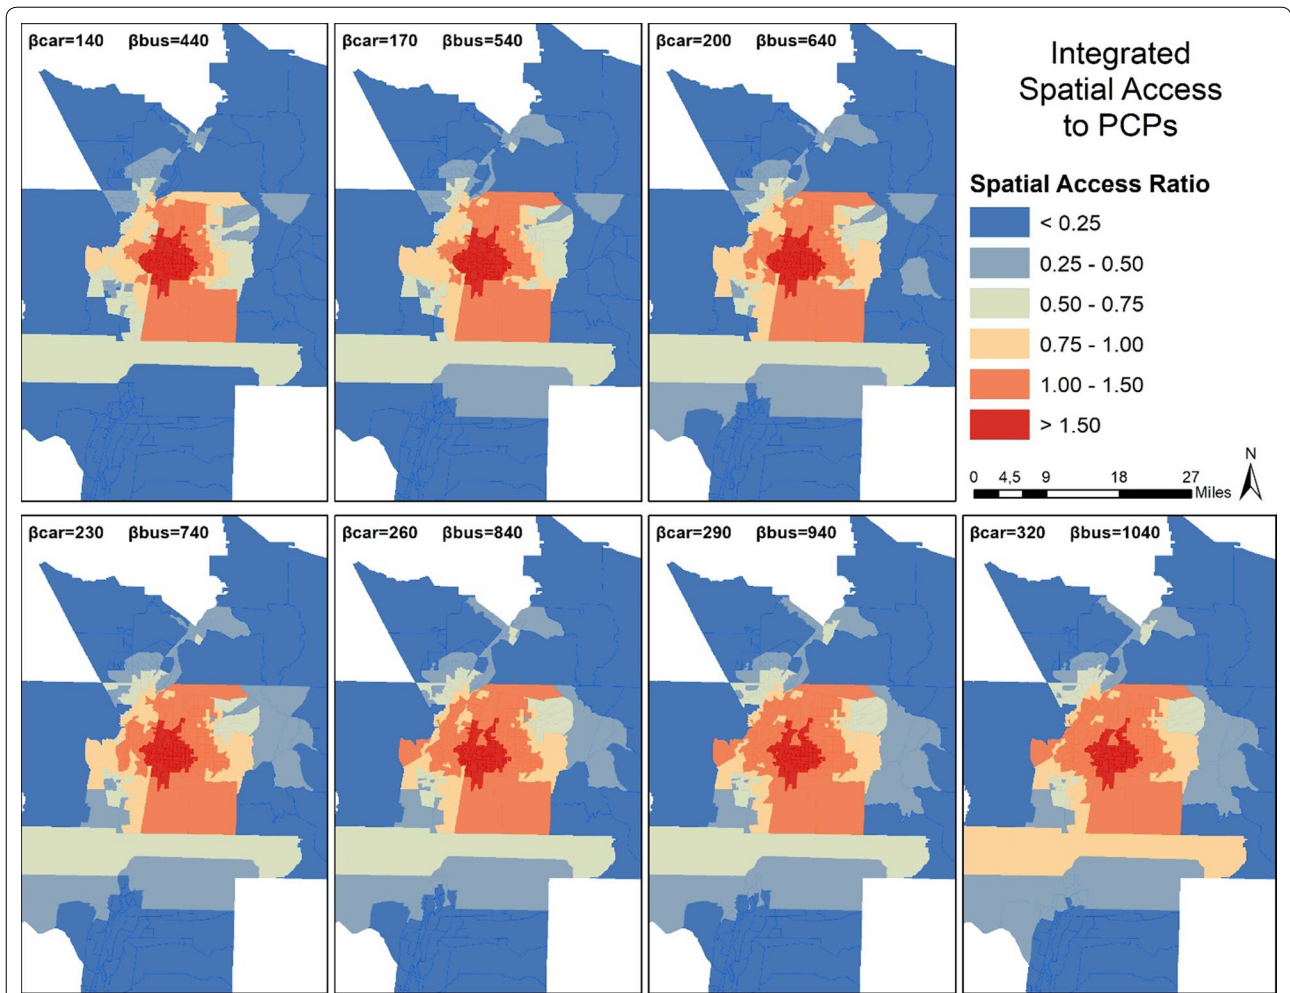 βcar=140 βbus=440
βcar=170 βbus=540
βcar=200 βbus=640
Integrated
Spatial Access
to PCPs
Spatial Access Ratio
< 0.25
0.25 - 0.50
0.50 - 0.75
0.75 - 1.00
1.00 - 1.50
> 1.50
N
0 4,5 9 18 27
Miles
βcar=230 βbus=740
βcar=260 βbus=840
βcar=290 βbus=940
βcar=320 βbus=1040